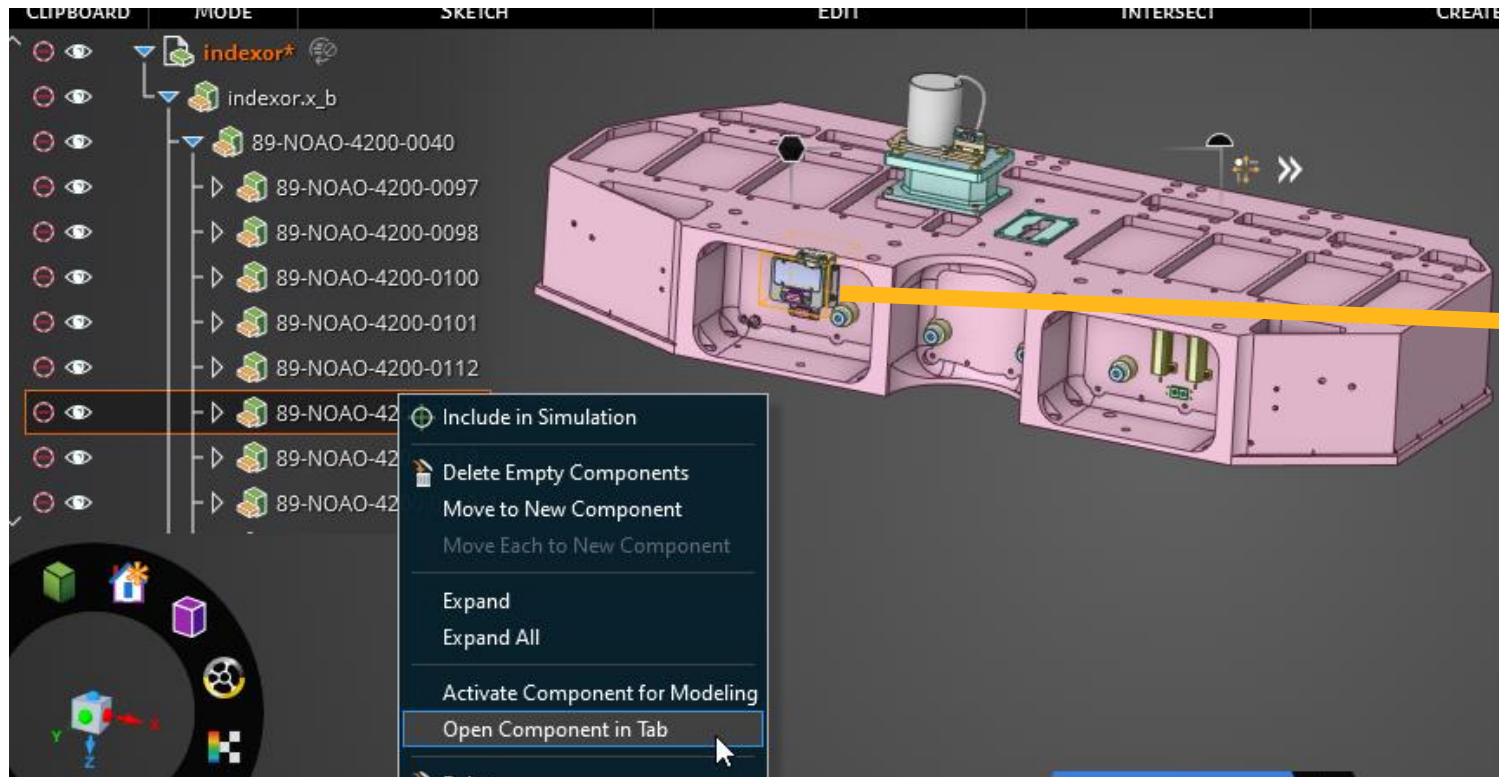 CLIPBOARD MODE SKETCH EDIT INTERSECT CREATE
indexor*
indexor.x_b
89-NOAO-4200-0040
89-NOAO-4200-0097
89-NOAO-4200-0098
89-NOAO-4200-0100
89-NOAO-4200-0101
89-NOAO-4200-0112
89-NOAO-42
89-NOAO-42
89-NOAO-42
Include in Simulation
Delete Empty Components
Move to New Component
Move Each to New Component
Expand
Expand All
Activate Component for Modeling
Open Component in Tab
X
Y
Z